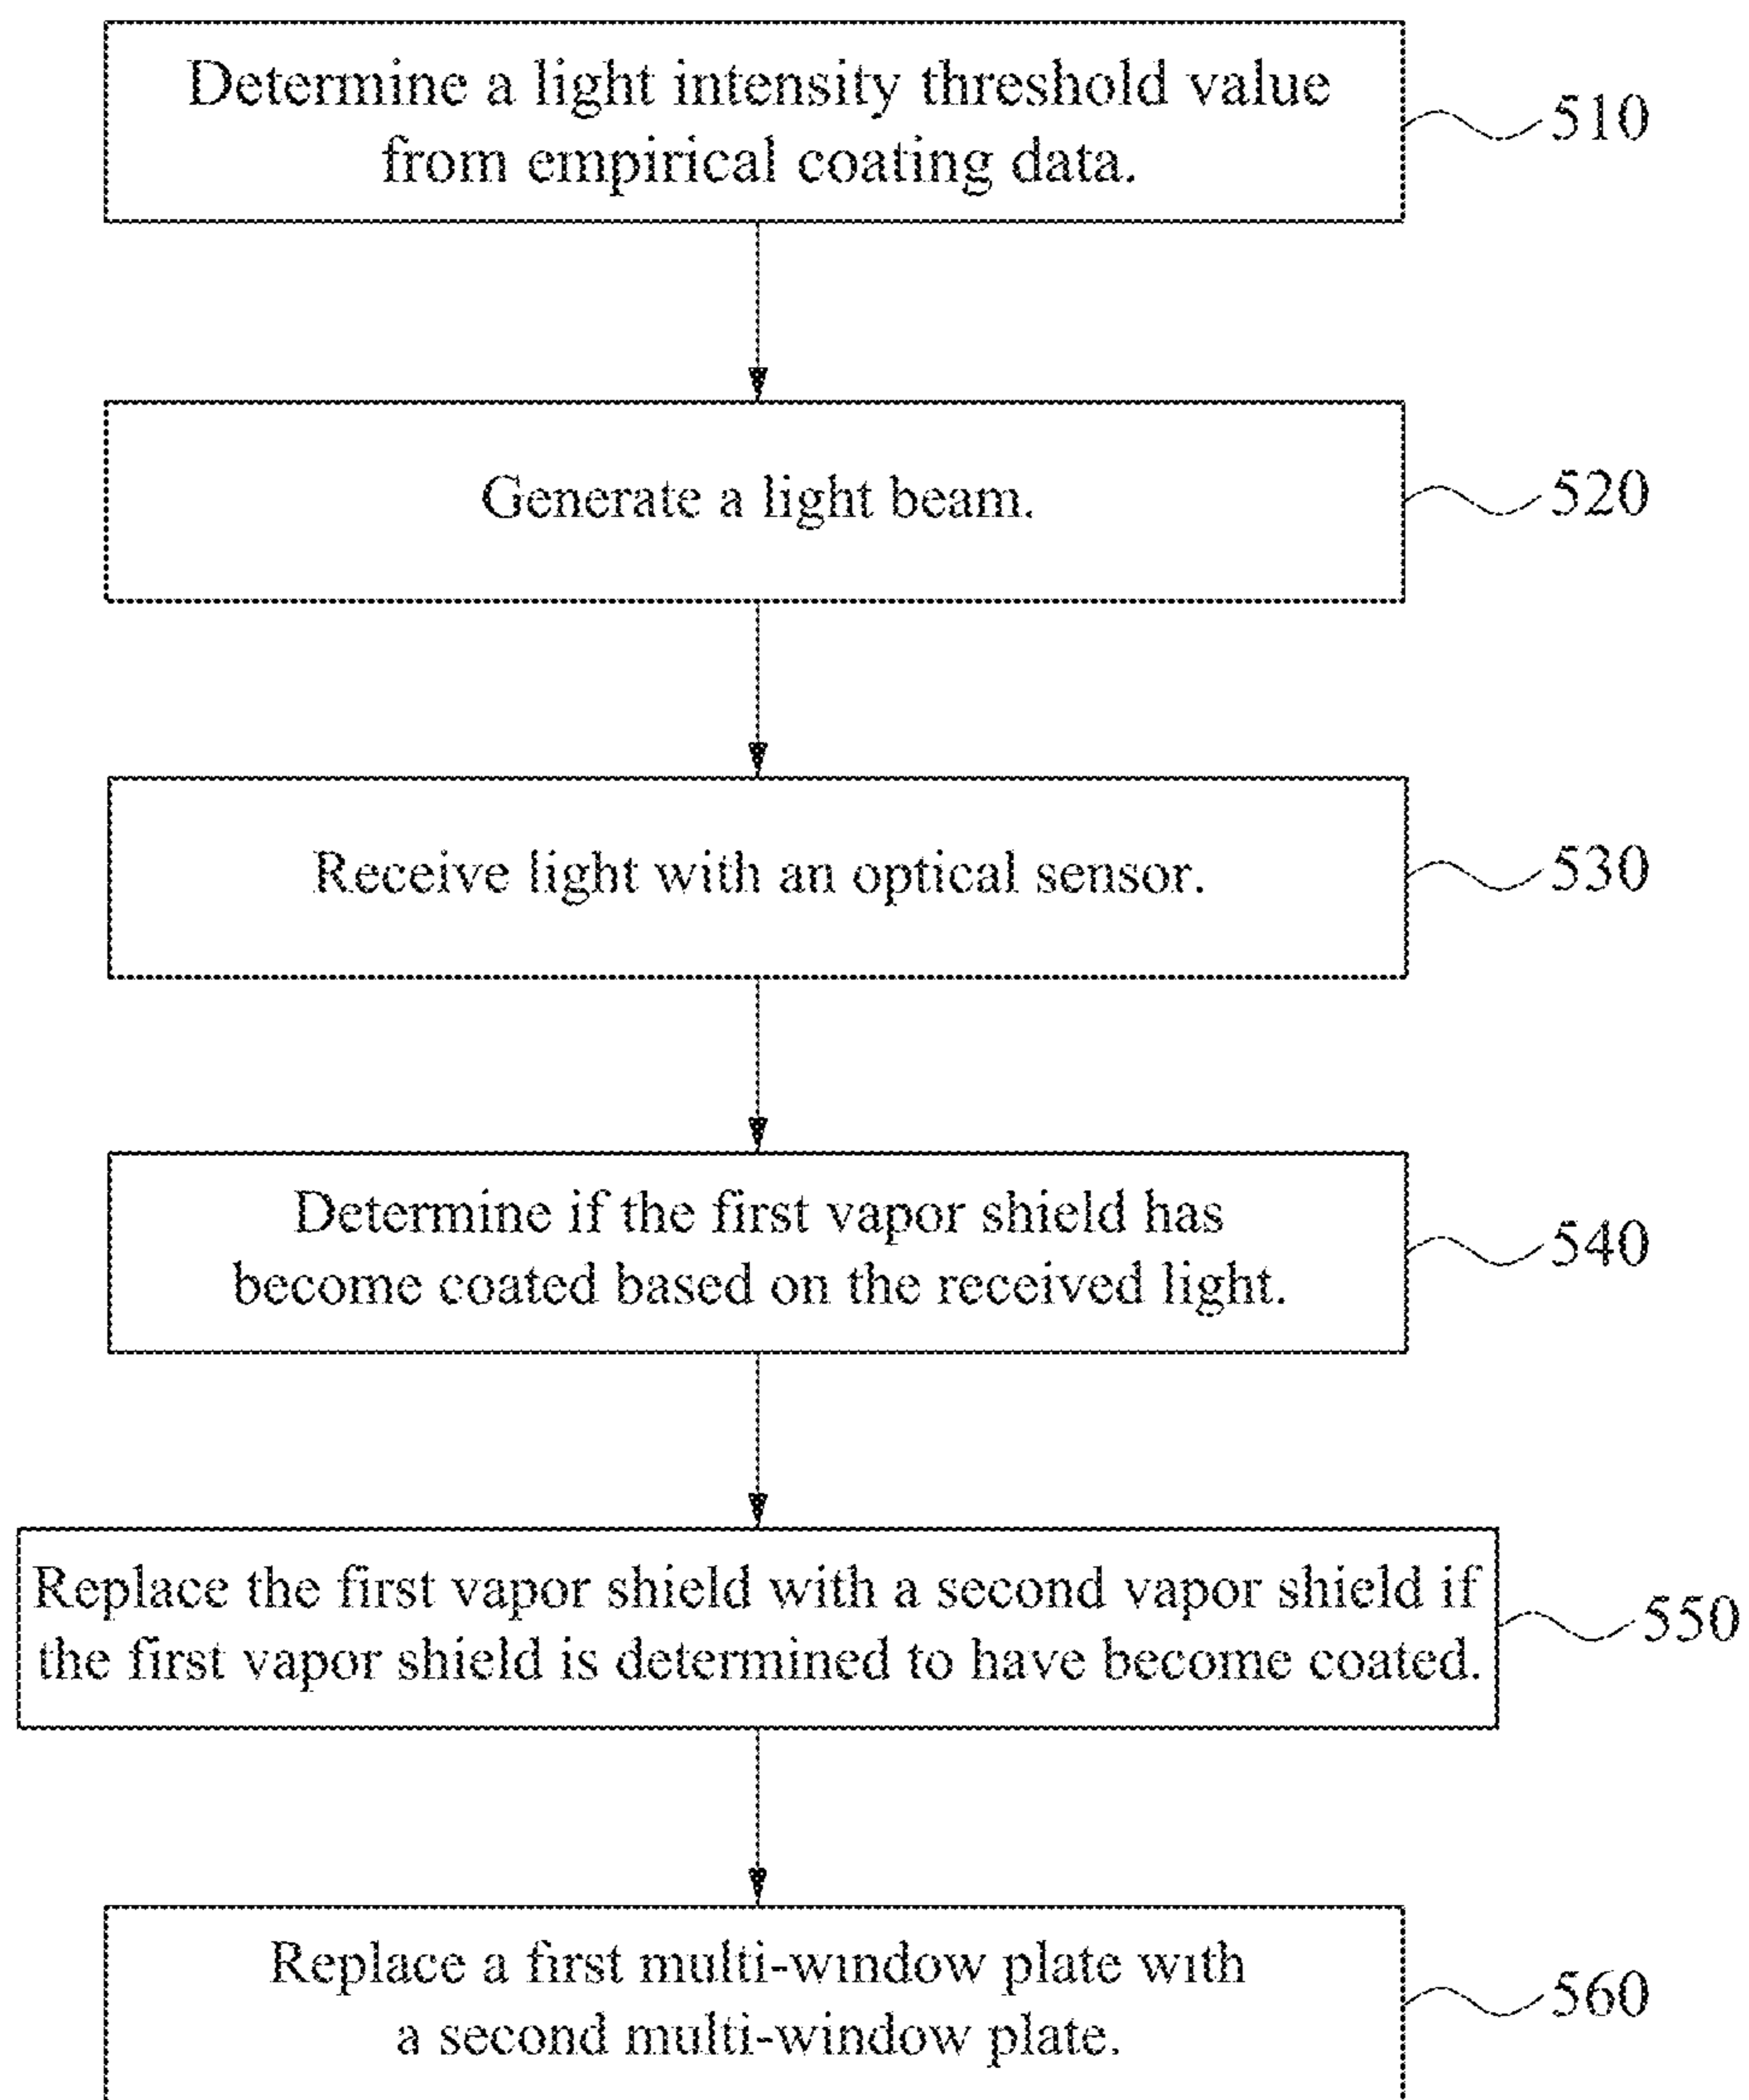 Determine a light intensity threshold value
from empirical coating data.
510
Generate a light beam.
520
Receive light with an optical sensor.
530
Determine if the first vapor shield has
become coated based on the received light.
540
Replace the first vapor shield with a second vapor shield if
the first vapor shield is determined to have become coated.
550
Replace a first multi-window plate with
a second multi-window plate.
560